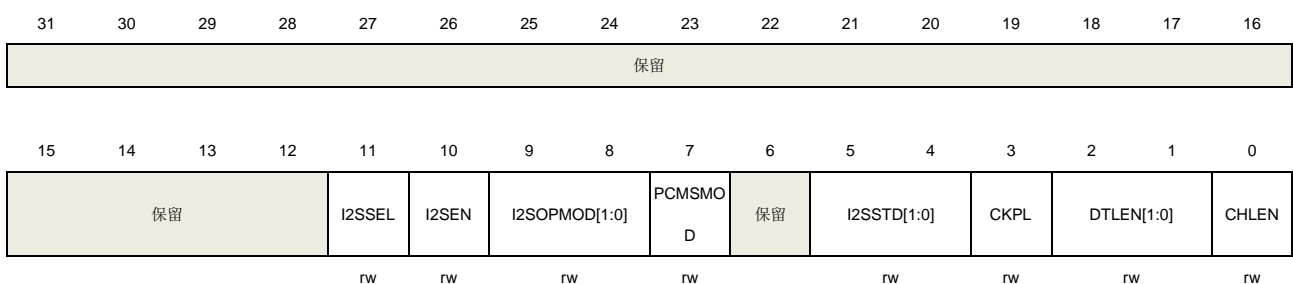 31 30 29 28 27 26 25 24 23 22 21 20 19 18 17 16
保留
15 14 13 12 11 10 9 8 7 6 5 4 3 2 1 0
保留 I2SSEL I2SEN I2SOPMOD[1:0] PCMSMO
D 保留 I2SSTD[1:0] CKPL DTLEN[1:0] CHLEN
rw rw rw rw rw rw rw rw